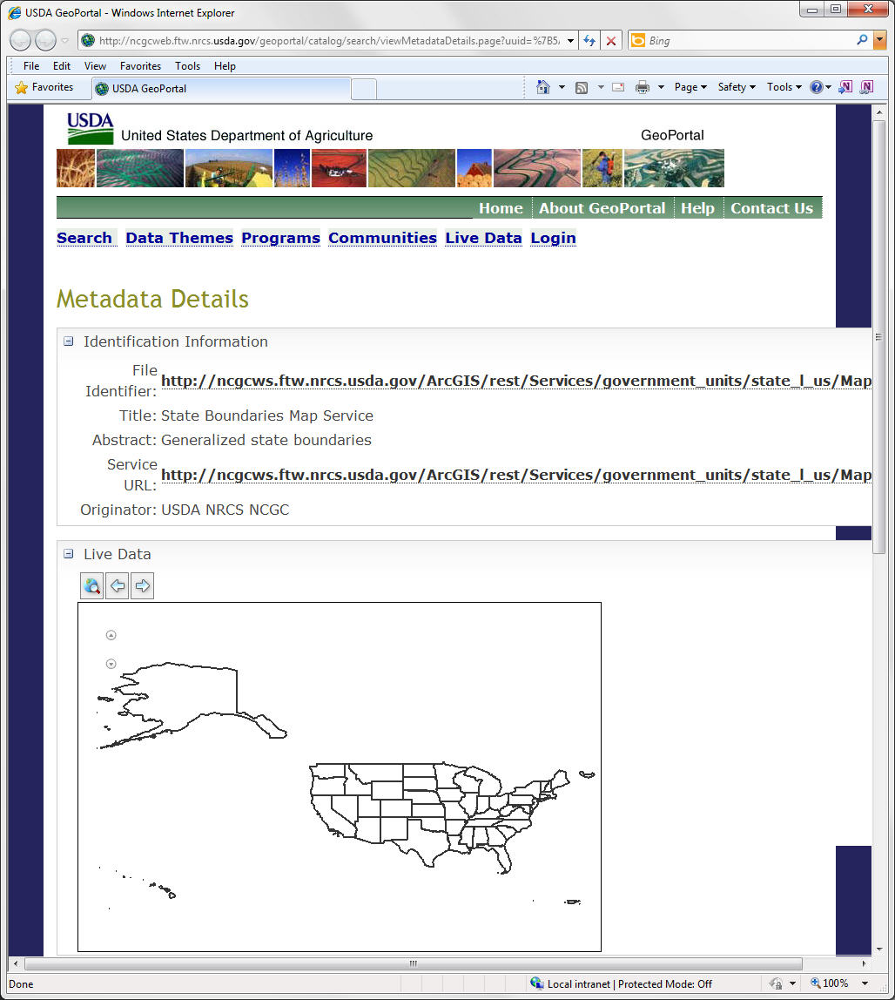 USDA GeoPortal - Windows Internet Explorer
http://ncgcweb.ftw.nrcs.usda.gov/geoportal/catalog/search/viewMetadataDetails.page?uuid=%7B5
Bing
File Edit View Favorites Tools Help
Favorites
USDA GeoPortal
Page Safety Tools
USDA
United States Department of Agriculture
GeoPortal
Home About GeoPortal Help Contact Us
Search Data Themes Programs Communities Live Data Login
Metadata Details
Identification Information
File
Identifier:
http://ncgcws.ftw.nrcs.usda.gov/ArcGIS/rest/Services/government_units/state_l_us/Map
Title: State Boundaries Map Service
Abstract: Generalized state boundaries
Service
URL:
http://ncgcws.ftw.nrcs.usda.gov/ArcGIS/rest/Services/government_units/state_l_us/Map
Originator: USDA NRCS NCGC
Live Data
Done
Local intranet | Protected Mode: Off
100%